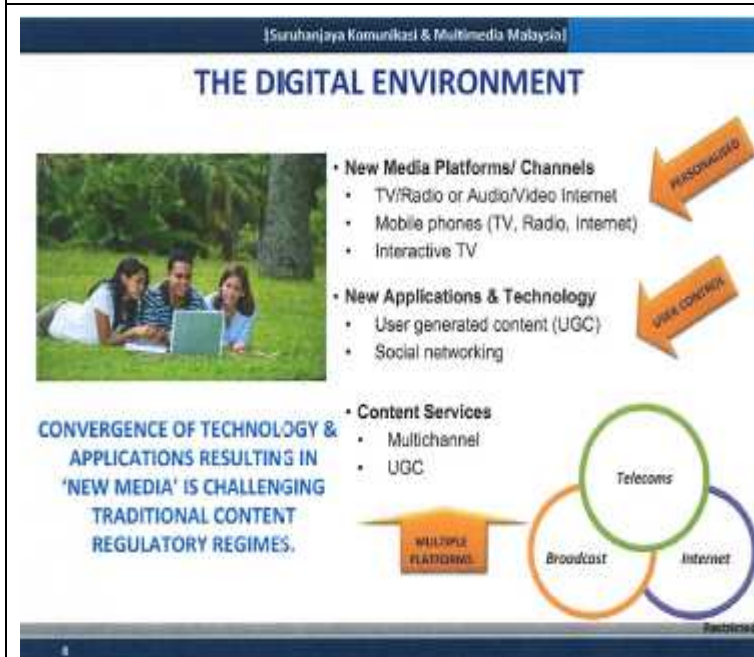 [Suruhanjaya Komunikasi & Multimedia Malaysia]
THE DIGITAL ENVIRONMENT
• New Media Platforms/ Channels
• TV/Radio or Audio/Video Internet
• Mobile phones (TV, Radio, Internet)
• Interactive TV
PERSONALISED
• New Applications & Technology
• User generated content (UGC)
• Social networking
USER CONTROL
CONVERGENCE OF TECHNOLOGY &
APPLICATIONS RESULTING IN
‘NEW MEDIA’ IS CHALLENGING
TRADITIONAL CONTENT
REGULATORY REGIMES.
• Content Services
• Multichannel
• UGC
MULTIPLE
PLATFORMS
Telecoms
Broadcast
Internet
Restricted
8